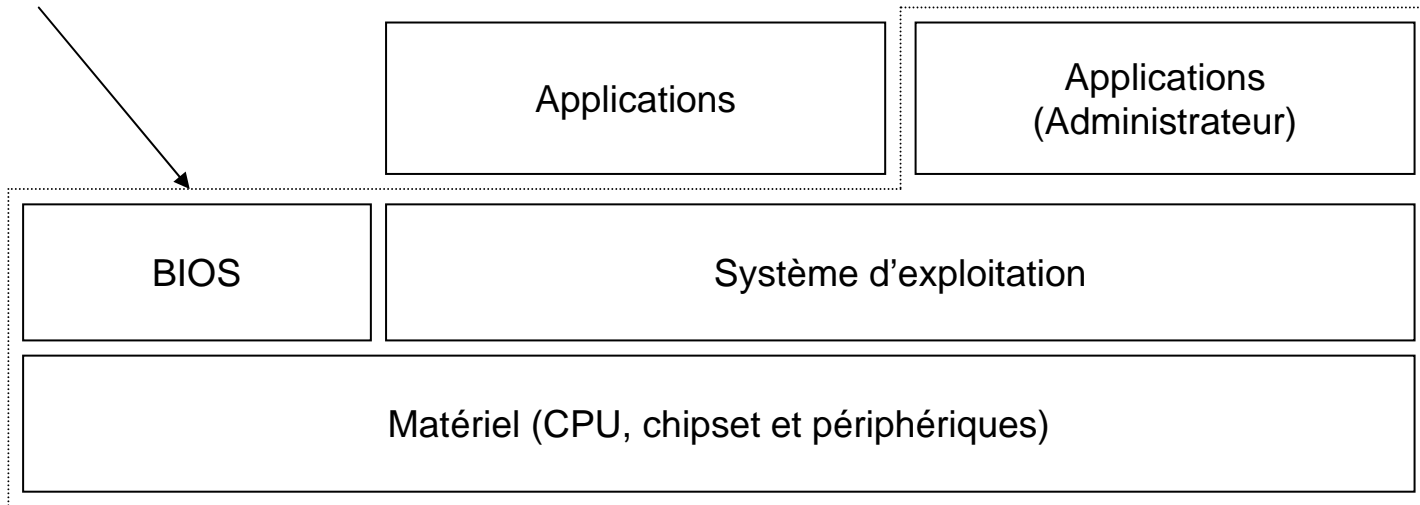 Applications
Applications
(Administrateur)
BIOS
Système d’exploitation
Matériel (CPU, chipset et périphériques)